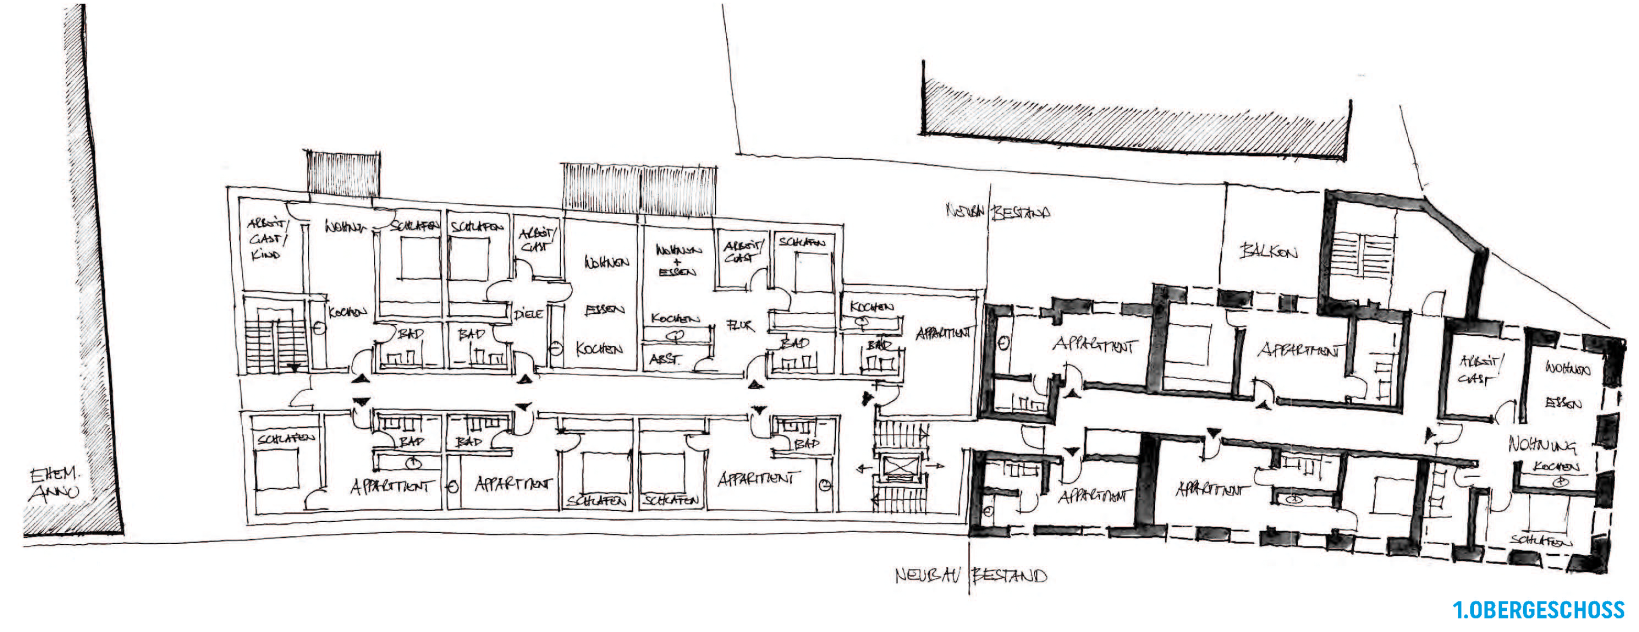 NEUBAU BESTAND
BALKON
ARBEIT/
GAST/
KIND
WOHNEN
SCHLAFEN
SCHLAFEN
ARBEIT/
GAST
WOHNEN
ESSEN
KOCHEN
WOHNEN
+
ESSEN
ARBEIT/
GAST
SCHLAFEN
KOCHEN
BAD
BAD
DIELE
KOCHEN
ABST.
FLUR
BAD
KOCHEN
BAD
APPARTMENT
APPARTMENT
APPARTMENT
ARBEIT/
GAST
WOHNEN
ESSEN
WOHNUNG
KOCHEN
SCHLAFEN
SCHLAFEN
BAD
APPARTMENT
BAD
APPARTMENT
SCHLAFEN
SCHLAFEN
APPARTMENT
BAD
APPARTMENT
APPARTMENT
EHEM.
ANNO
NEUBAU BESTAND
1.OBERGESCHOSS